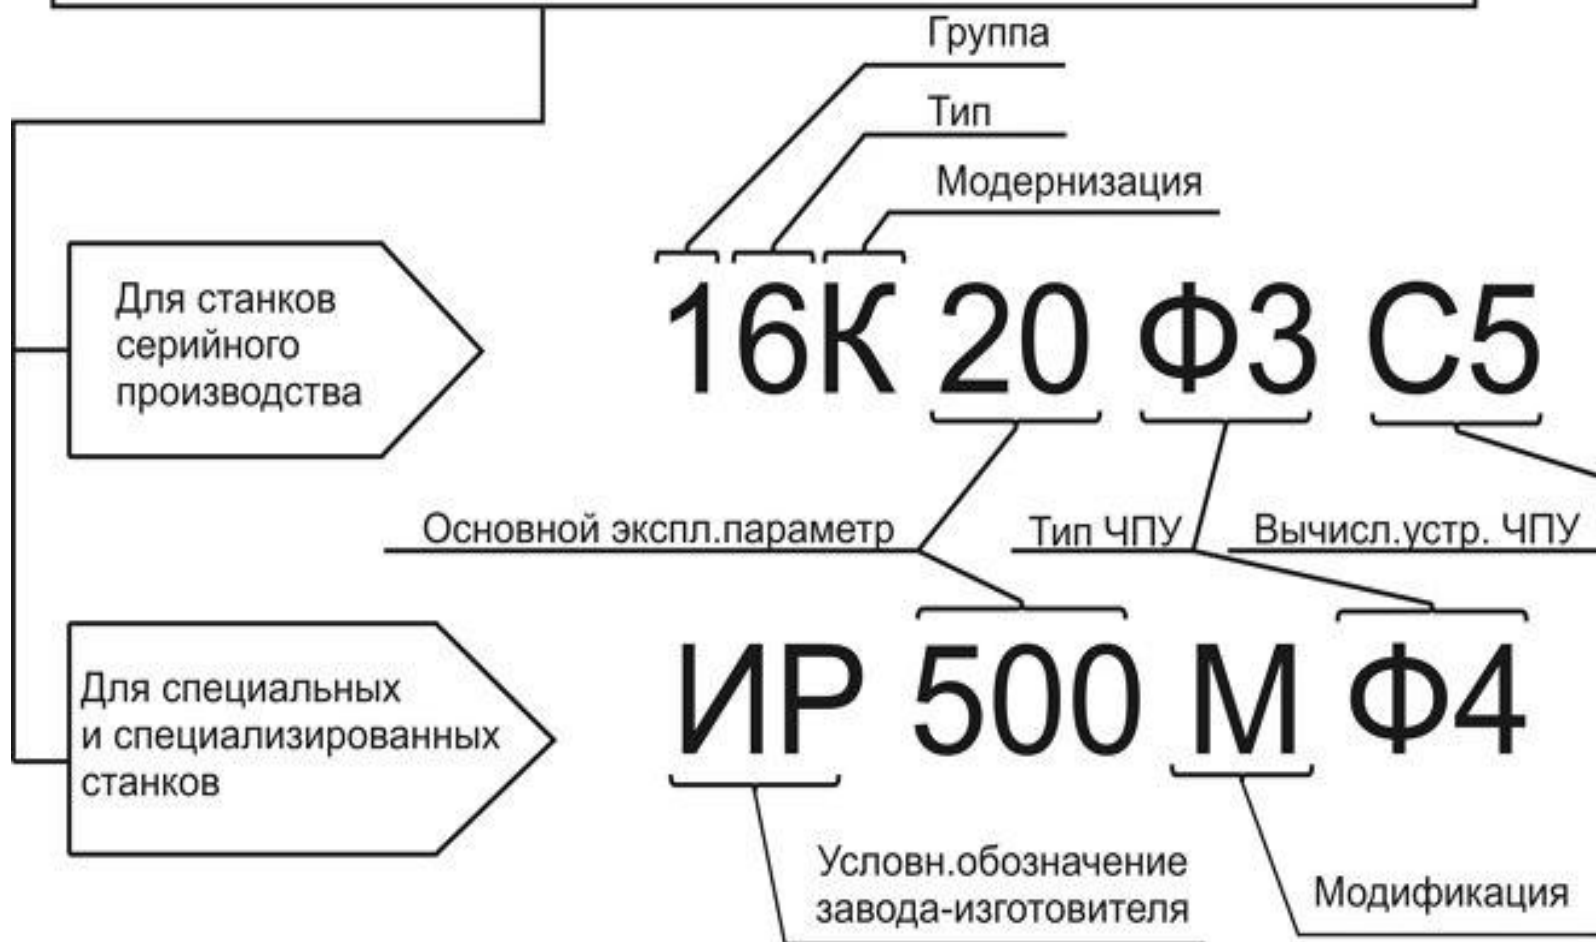 Группа
Тип
Модернизация
Для станков
серийного
производства
16К 20 Ф3 С5
Основной экспл.параметр
Тип ЧПУ
Вычисл.устр. ЧПУ
Для специальных
и специализированных
станков
ИР 500 М Ф4
Условн.обозначение
завода-изготовителя
Модификация